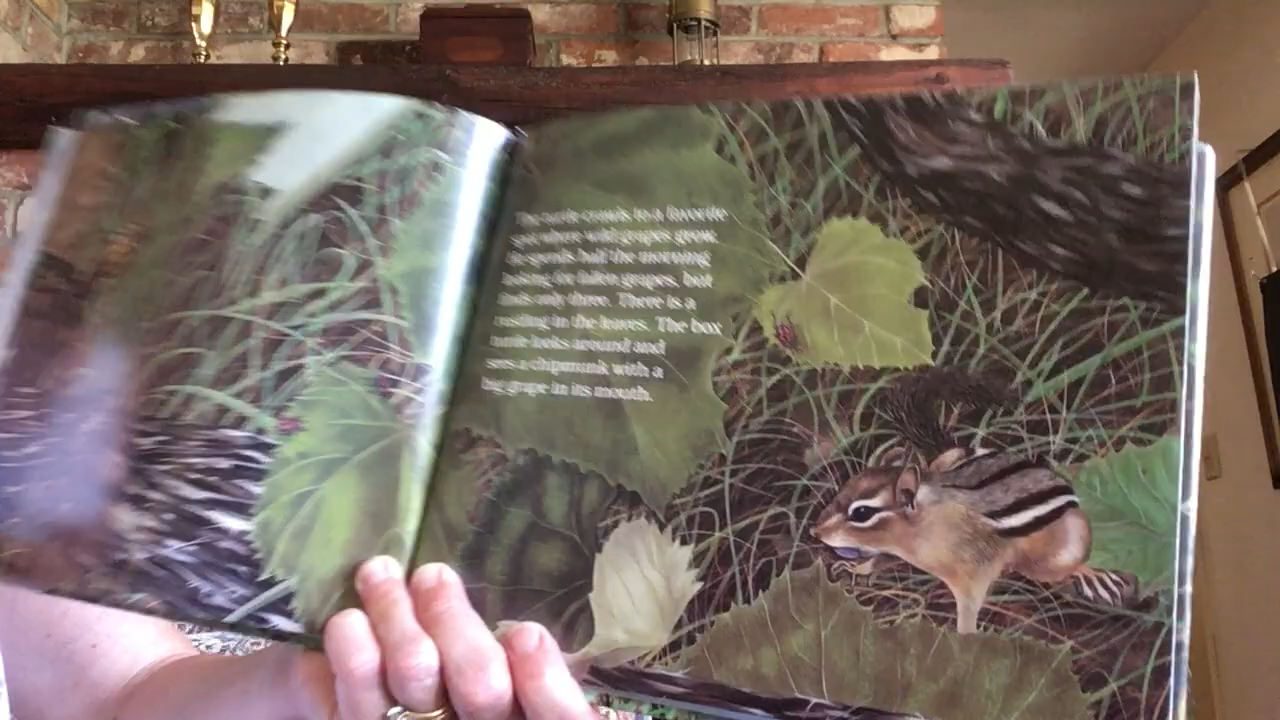 The turtle crawls to a favorite
spot where wild grapes grow.
He spends half the morning
looking for fallen grapes, but
finds only three. There is a
rustling in the leaves. The box
turtle looks around and
sees a chipmunk with a
big grape in its mouth.